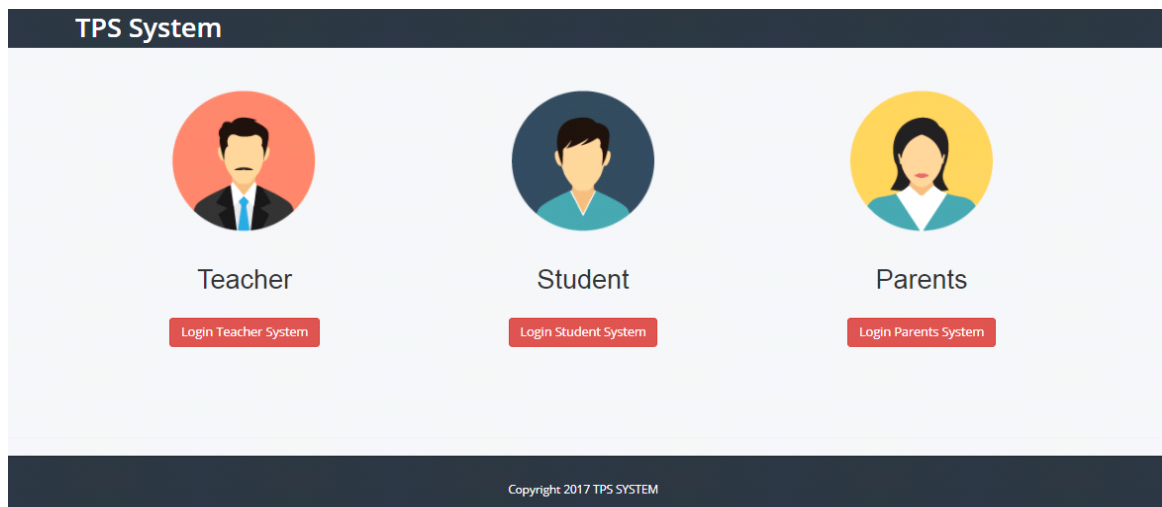 TPS System
Teacher
Student
Parents
Login Teacher System
Login Student System
Login Parents System
Copyright 2017 TPS SYSTEM